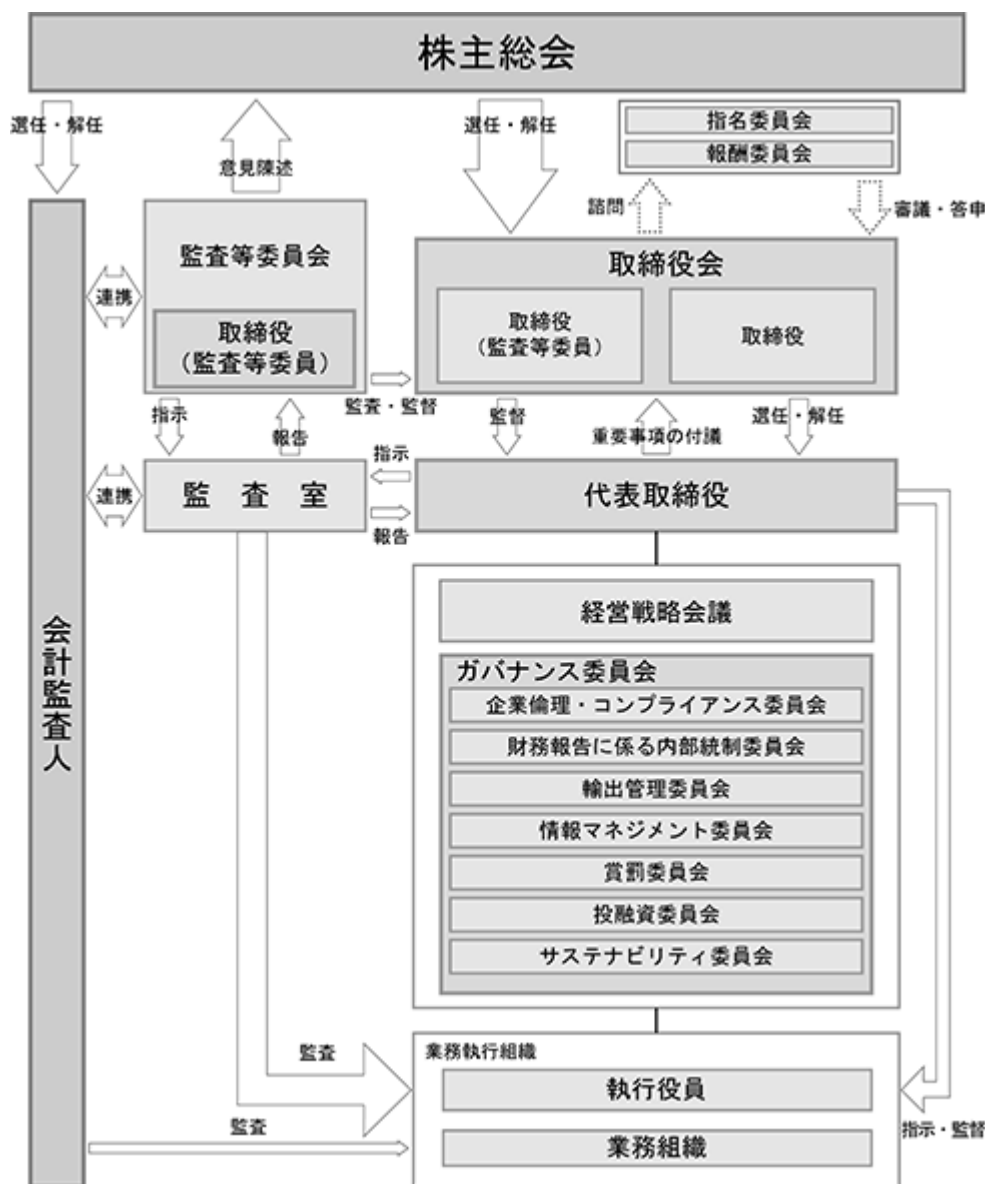 株主総会
選任・解任
意見陳述
選任・解任
指名委員会
報酬委員会
諮問
審議・答申
監査等委員会
取締役
(監査等委員)
連携
取締役会
取締役
(監査等委員)
取締役
監査・監督
指示
報告
監督
重要事項の付議
選任・解任
連携
監査室
指示
報告
代表取締役
会計監査人
経営戦略会議
ガバナンス委員会
企業倫理・コンプライアンス委員会
財務報告に係る内部統制委員会
輸出管理委員会
情報マネジメント委員会
賞罰委員会
投融資委員会
サステナビリティ委員会
監査
業務執行組織
執行役員
業務組織
監査
指示・監督